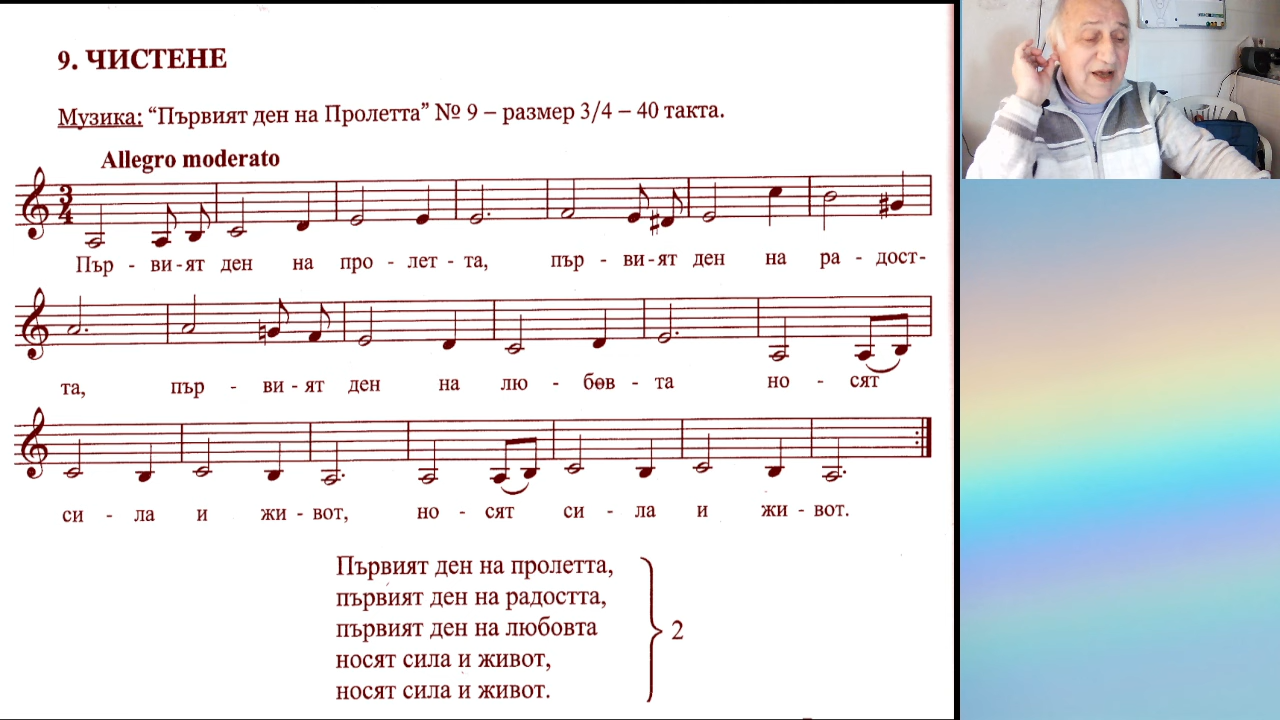 9. ЧИСТЕНЕ
Музика: “Първият ден на Пролетта” № 9 – размер 3/4 – 40 такта.
Allegro moderato
3
4
Пър - ви - ят ден на про - лет - та, пър - ви - ят ден на ра - дост-
та, пър - ви - ят ден на лю - бов - та но - сят
си - ла и жи - вот, но - сят си - ла и жи - вот.
Първият ден на пролетта,
първият ден на радостта,
първият ден на любовта
носят сила и живот,
носят сила и живот.
2